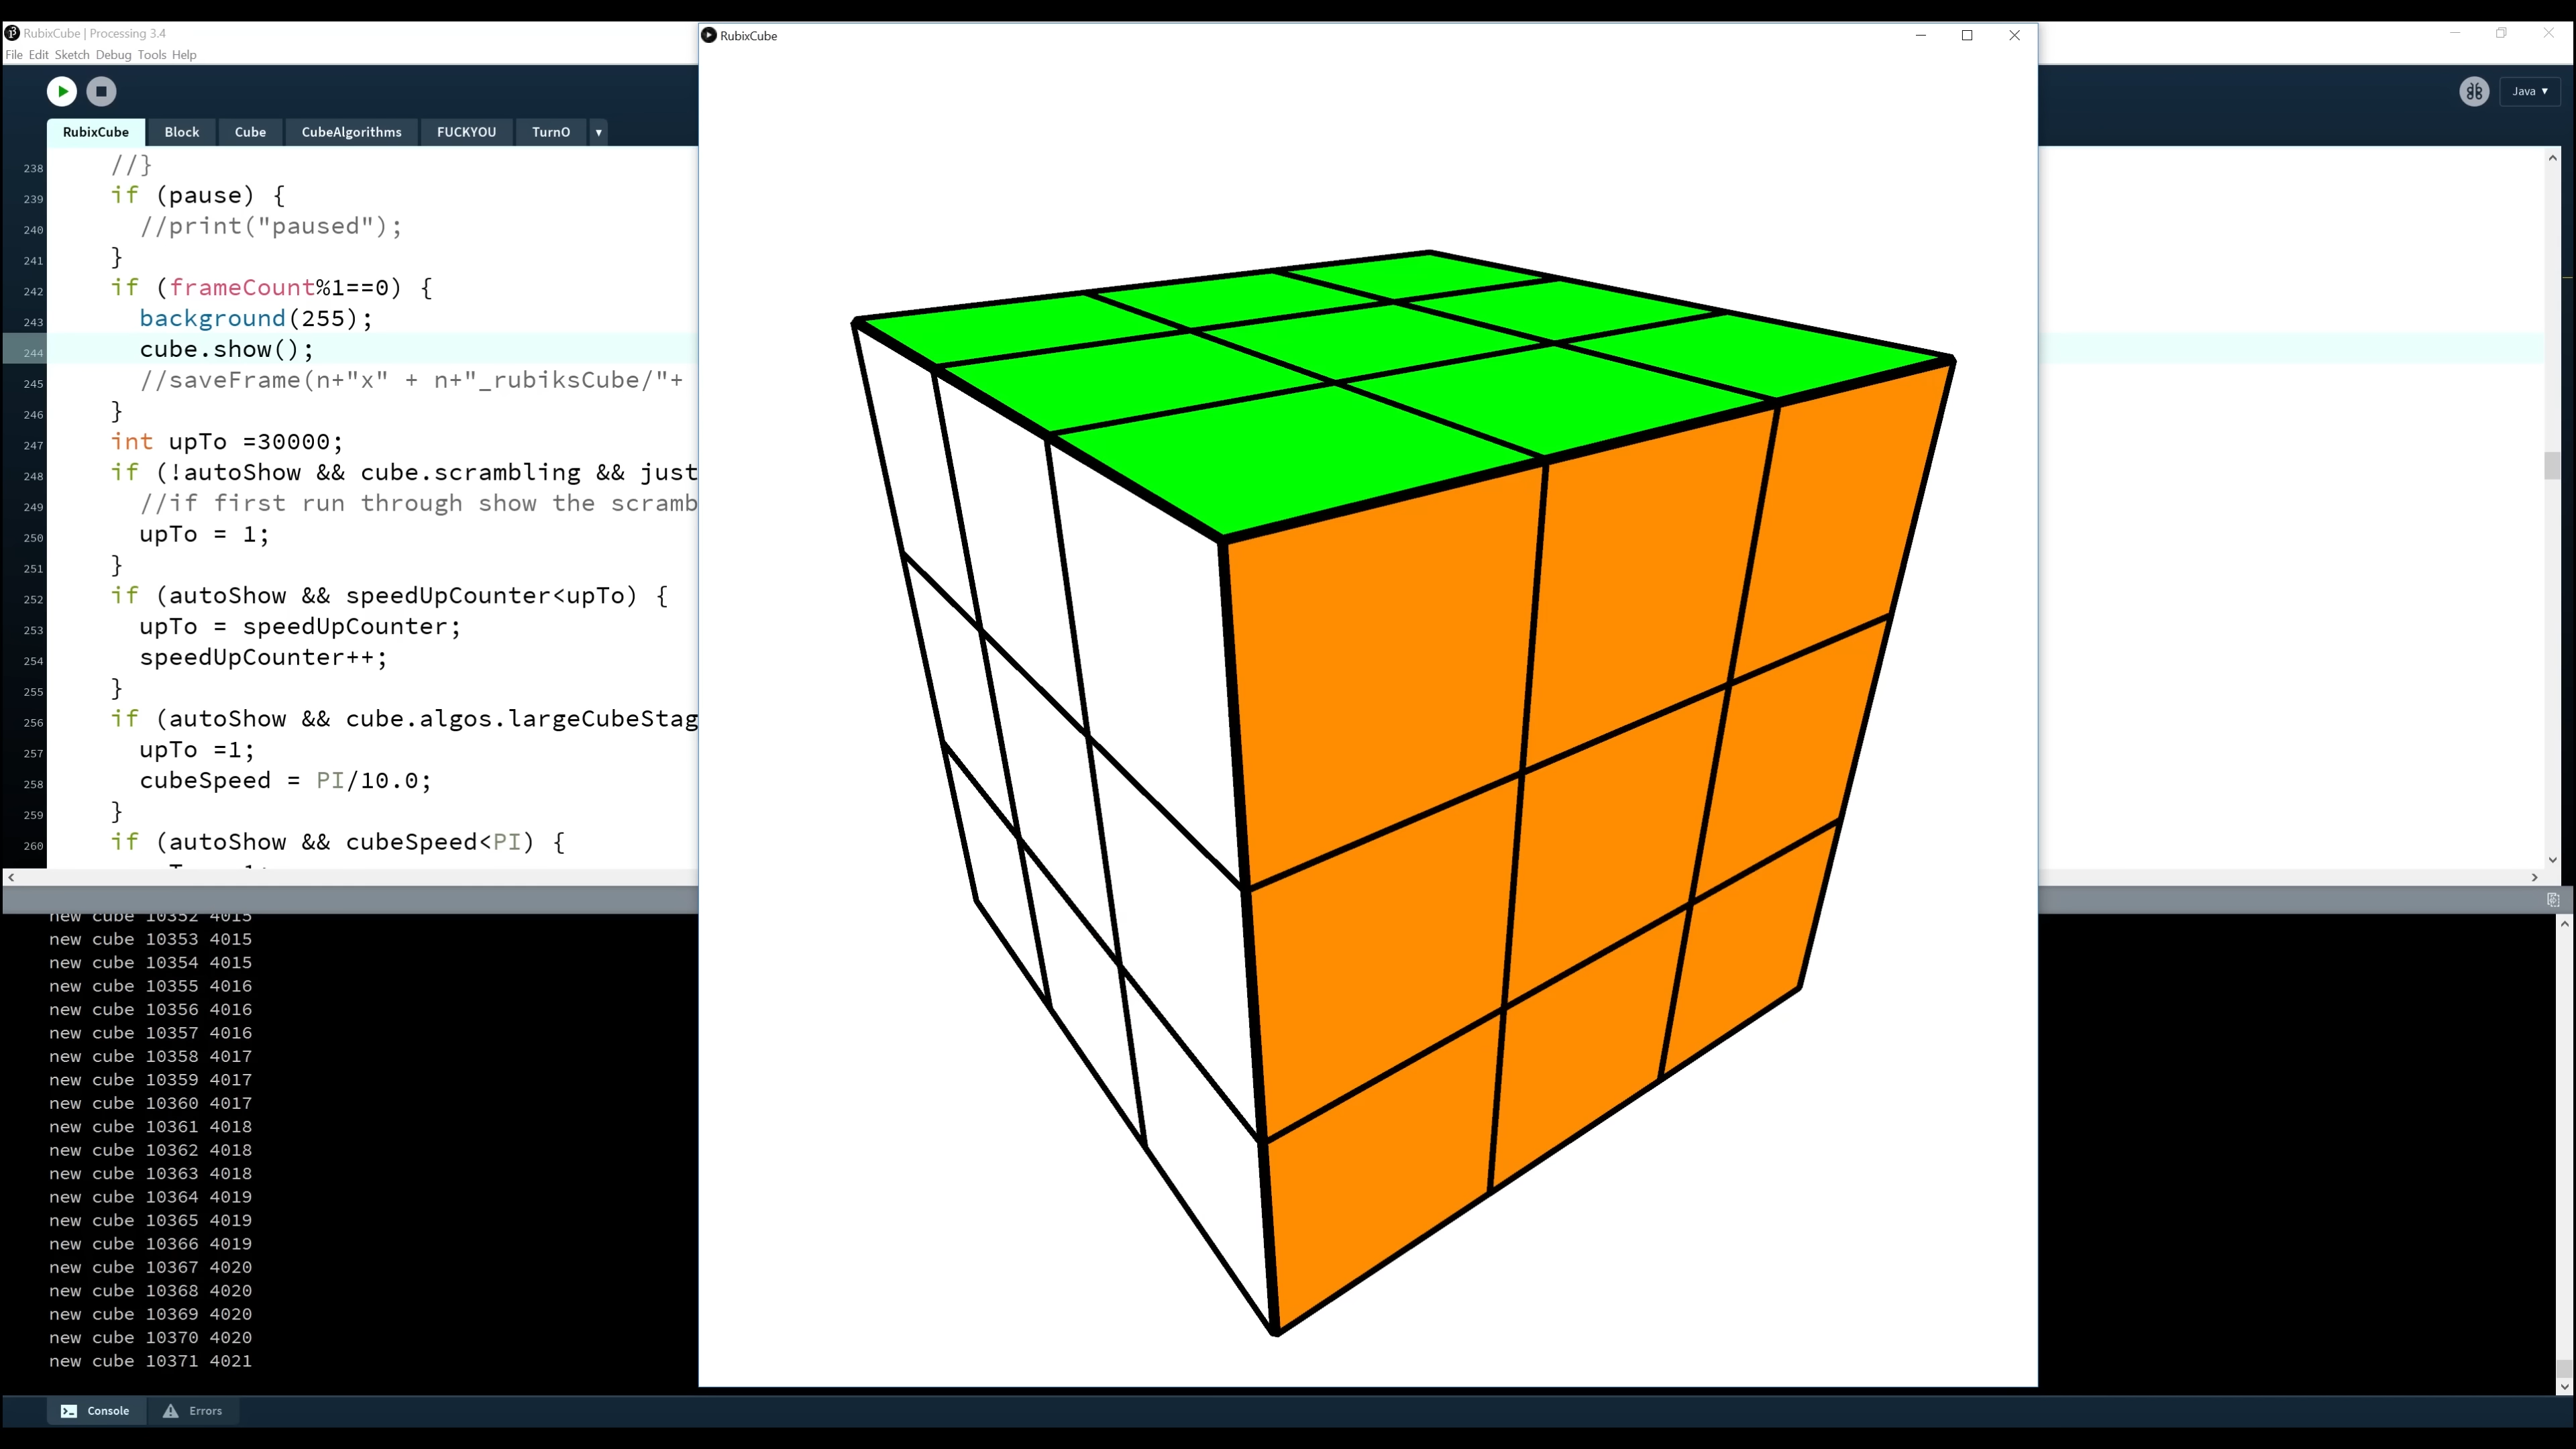 RubixCube | Processing 3.4
File Edit Sketch Debug Tools Help
RubixCube
Java ▾
RubixCube Block Cube CubeAlgorithms FUCKYOU TurnO ▾
238 //}
239 if (pause) {
240 //print("paused");
241 }
242 if (frameCount%1==0) {
243 background(255);
244 cube.show();
245 //saveFrame(n+"x" + n+"_rubiksCube/"+
246 }
247 int upTo =30000;
248 if (!autoShow && cube.scrambling && just
249 //if first run through show the scramb
250 upTo = 1;
251 }
252 if (autoShow && speedUpCounter<upTo) {
253 upTo = speedUpCounter;
254 speedUpCounter++;
255 }
256 if (autoShow && cube.algos.largeCubeStag
257 upTo =1;
258 cubeSpeed = PI/10.0;
259 }
260 if (autoShow && cubeSpeed<PI) {
new cube 10352 4015
new cube 10353 4015
new cube 10354 4015
new cube 10355 4016
new cube 10356 4016
new cube 10357 4016
new cube 10358 4017
new cube 10359 4017
new cube 10360 4017
new cube 10361 4018
new cube 10362 4018
new cube 10363 4018
new cube 10364 4019
new cube 10365 4019
new cube 10366 4019
new cube 10367 4020
new cube 10368 4020
new cube 10369 4020
new cube 10370 4020
new cube 10371 4021
Console Errors